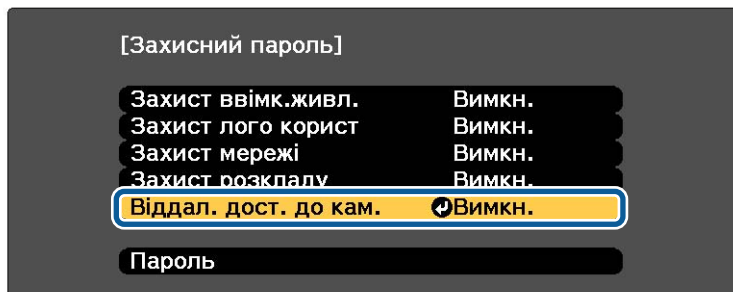 [Захисний пароль]
Захист ввімк.живл. Вимкн.
Захист лого корист Вимкн.
Захист мережі Вимкн.
Захист розкладу Вимкн.
Віддал. дост. до кам. Вимкн.
Пароль